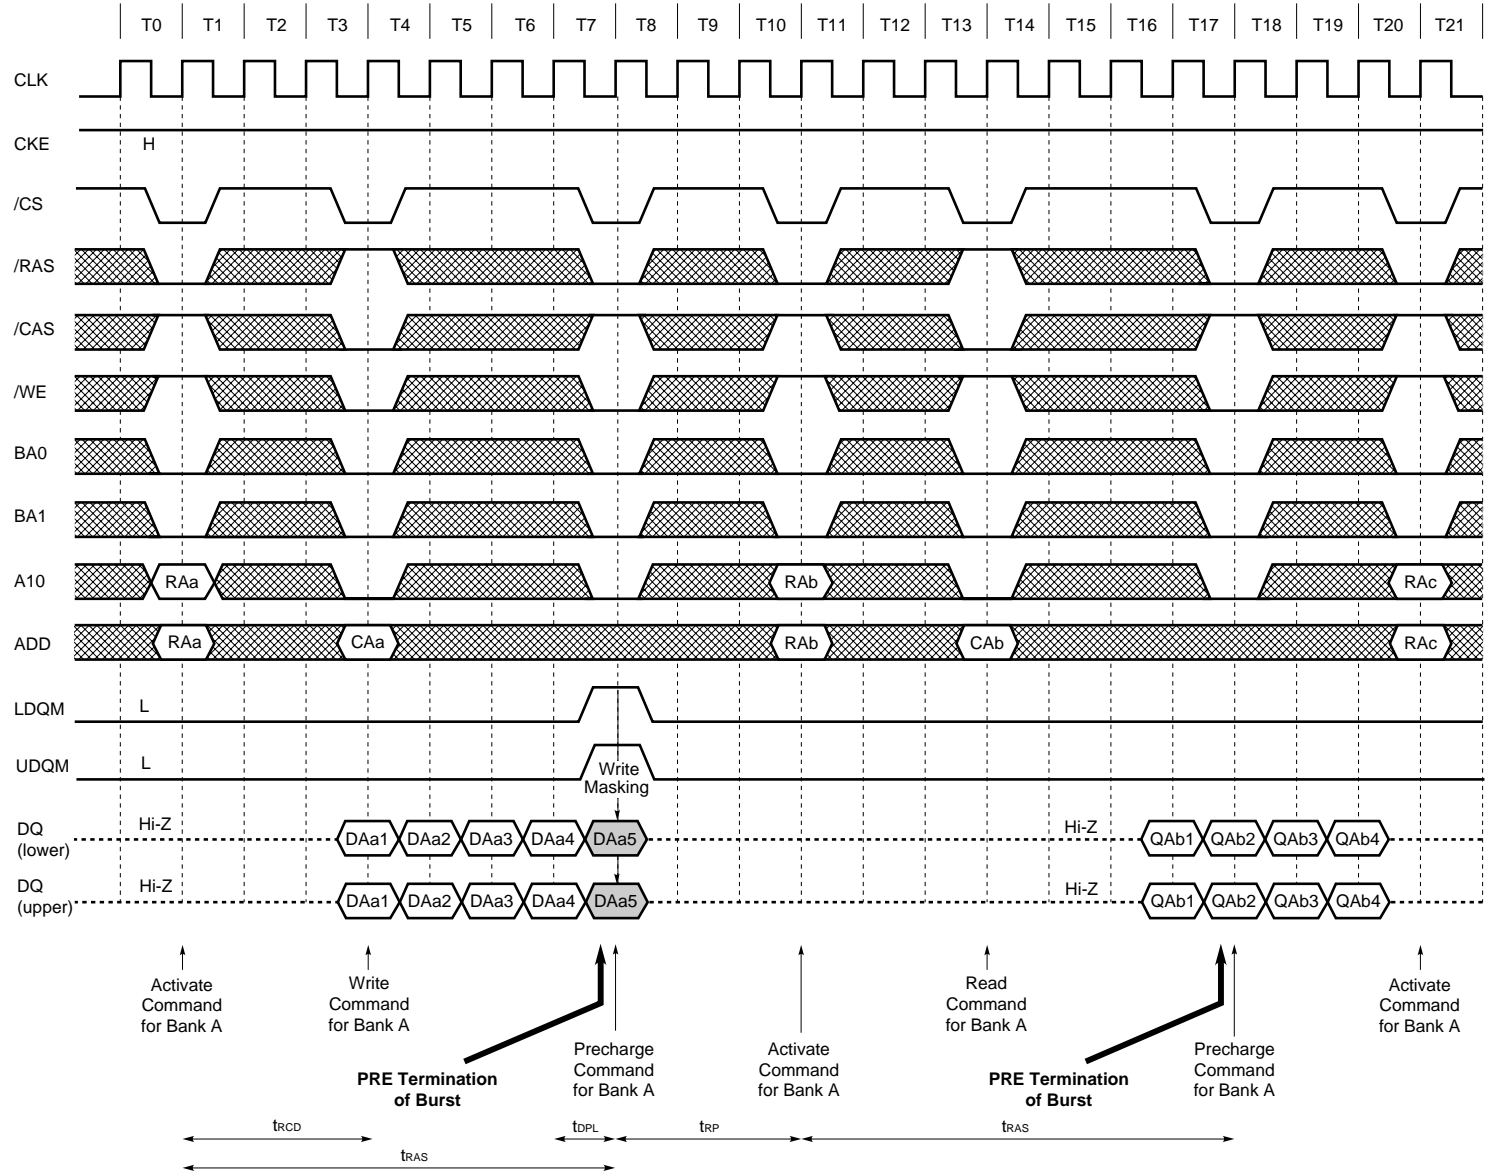 T0 T1 T2 T3 T4 T5 T6 T7 T8 T9 T10 T11 T12 T13 T14 T15 T16 T17 T18 T19 T20 T21
CLK
CKE H
/CS
/RAS
/CAS
/WE
BA0
BA1
A10 RAa RAb RAc
ADD RAa CAa RAb CAb RAc
LDQM L
UDQM L
Write
Masking
DQ
(lower)
Hi-Z DAa1 DAa2 DAa3 DAa4 DAa5 Hi-Z QAb1 QAb2 QAb3 QAb4
DQ
(upper)
Hi-Z DAa1 DAa2 DAa3 DAa4 DAa5 Hi-Z QAb1 QAb2 QAb3 QAb4
Activate
Command
for Bank A
Write
Command
for Bank A
PRE Termination
of Burst
Precharge
Command
for Bank A
Activate
Command
for Bank A
Read
Command
for Bank A
PRE Termination
of Burst
Precharge
Command
for Bank A
Activate
Command
for Bank A
tRCD tDPL tRP tRAS
tRAS